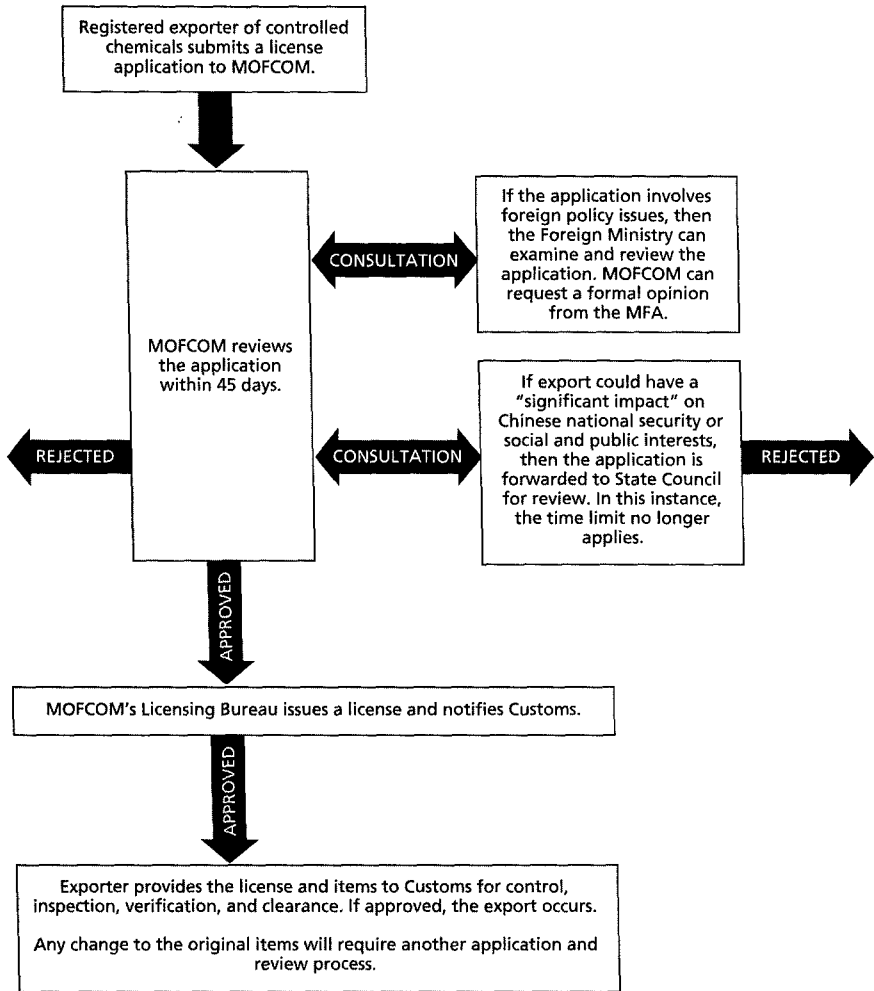 Registered exporter of controlled
chemicals submits a license
application to MOFCOM.
If the application involves
foreign policy issues, then
the Foreign Ministry can
examine and review the
application. MOFCOM can
request a formal opinion
from the MFA.
CONSULTATION
MOFCOM reviews
the application
within 45 days.
If export could have a
"significant impact" on
Chinese national security or
social and public interests,
then the application is
forwarded to State Council
for review. In this instance,
the time limit no longer
applies.
REJECTED
CONSULTATION
REJECTED
APPROVED
MOFCOM's Licensing Bureau issues a license and notifies Customs.
APPROVED
Exporter provides the license and items to Customs for control,
inspection, verification, and clearance. If approved, the export occurs.
Any change to the original items will require another application and
review process.